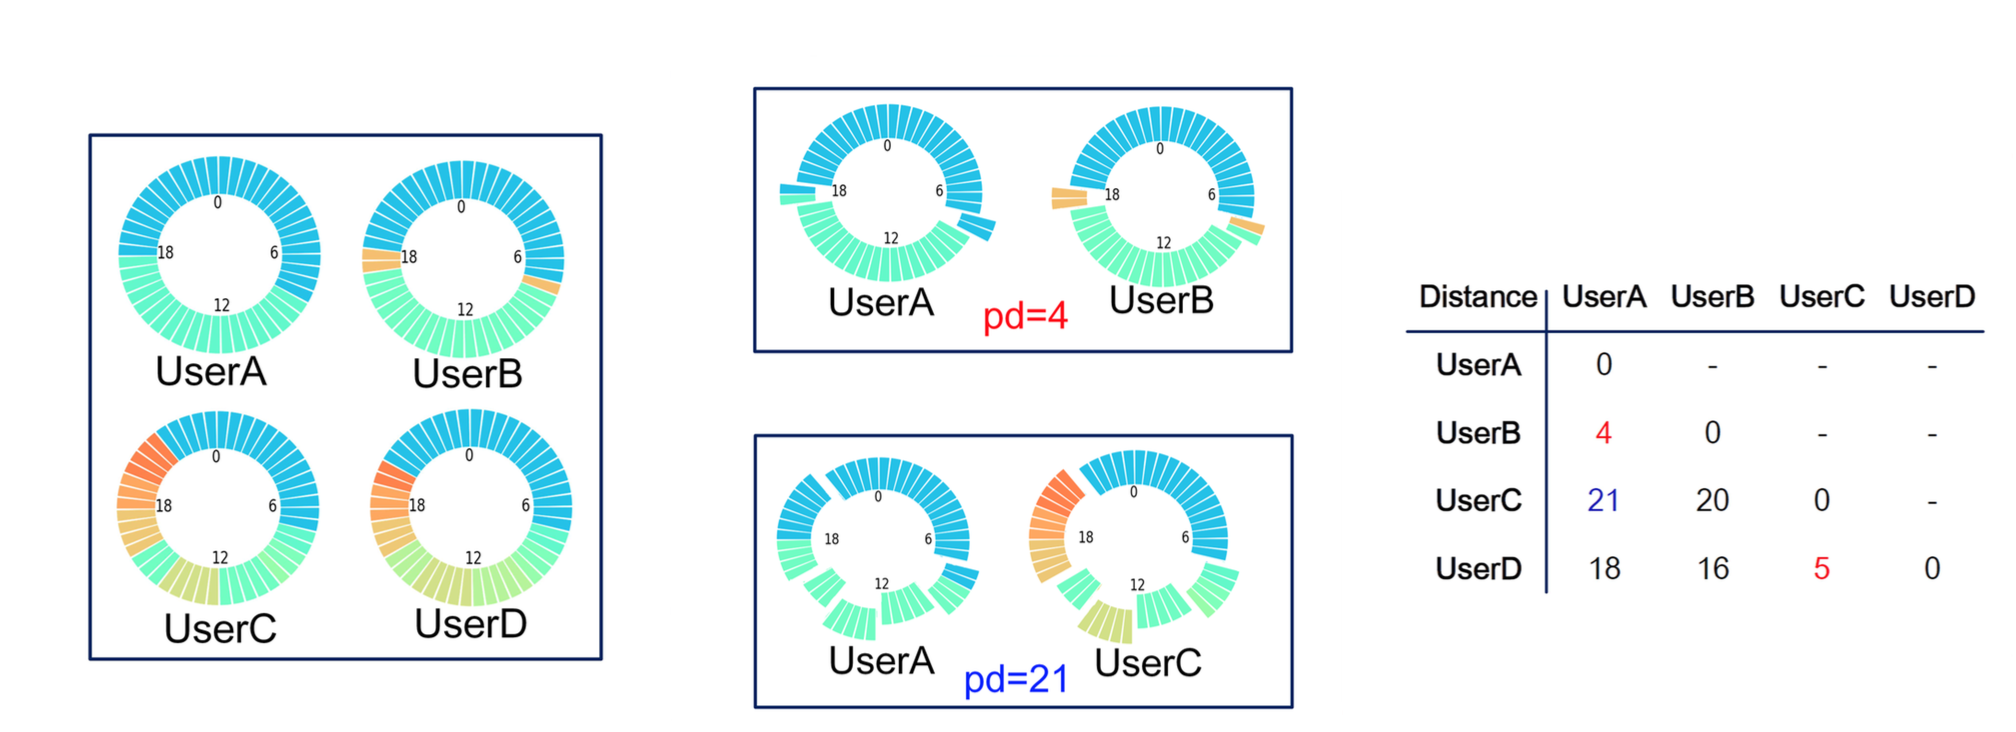 0
18 6
12
UserA
0
18 6
12
UserB
0
18 6
12
UserC
0
18 6
12
UserD
0
18 6
12
UserA
0
18 6
12
UserB
pd=4
0
18 6
12
UserA
0
18 6
12
UserC
pd=21
Distance UserA UserB UserC UserD
UserA 0 - - -
UserB 4 0 - -
UserC 21 20 0 -
UserD 18 16 5 0